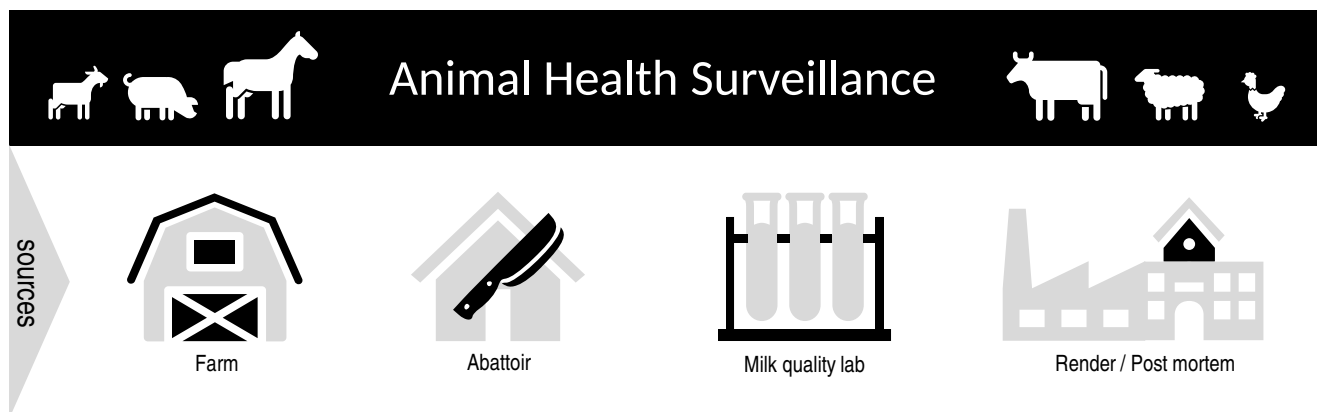 Animal Health Surveillance
sources
Farm
Abattoir
Milk quality lab
Render / Post mortem